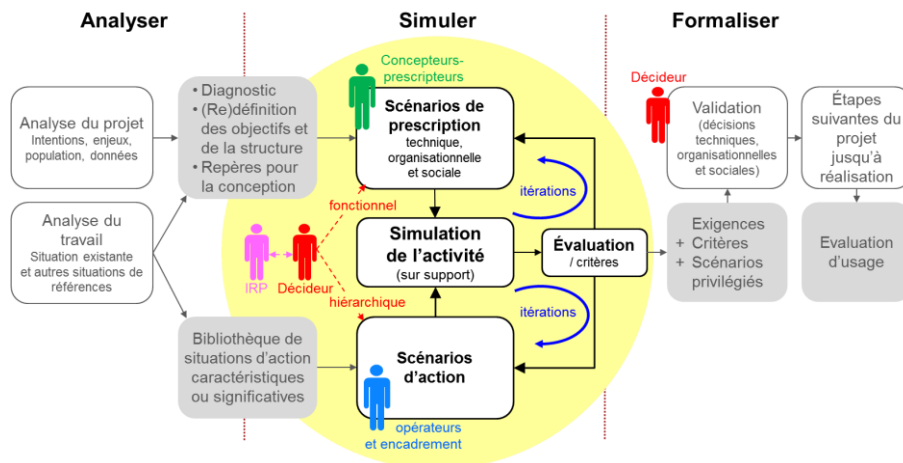 Analyser
Simuler
Formaliser
Analyse du projet
Intentions, enjeux,
population, données
Analyse du
travail
Situation existante
et autres situations de
références
• Diagnostic
• (Re)définition
des objectifs et
de la structure
• Repères pour
la conception
Bibliothèque de
situations d’action
caractéristiques
ou significatives
Concepteurs-
prescripteurs
Scénarios de
prescription
technique,
organisationnelle
et sociale
fonctionnel
itérations
IRP
Décideur
hiérarchique
Simulation
de l’activité
(sur support)
Évaluation
/ critères
itérations
Scénarios
d’action
opérateurs
et encadrement
Décideur
Validation
(décisions
techniques,
organisationnelles
et sociales)
Étapes
suivantes du
projet
jusqu’à
réalisation
Exigences
+ Critères
+ Scénarios
privilégiés
Evaluation
d’usage